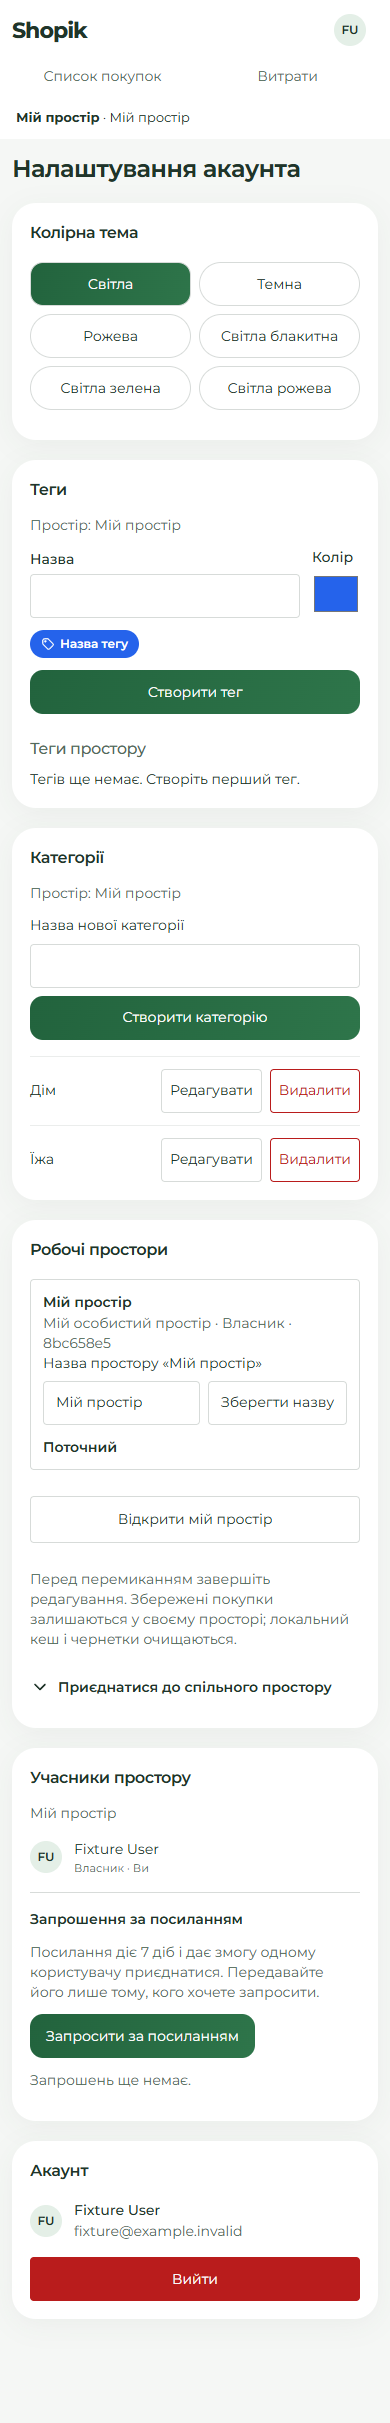 Shopik
FU
Список покупок
Витрати
Мій простір · Мій простір
Налаштування акаунта
Колірна тема
Світла
Темна
Рожева
Світла блакитна
Світла зелена
Світла рожева
Теги
Простір: Мій простір
Назва
Колір
Назва тегу
Створити тег
Теги простору
Тегів ще немає. Створіть перший тег.
Категорії
Простір: Мій простір
Назва нової категорії
Створити категорію
Дім
Редагувати
Видалити
Їжа
Редагувати
Видалити
Робочі простори
Мій простір
Мій особистий простір · Власник ·
8bc658e5
Назва простору «Мій простір»
Мій простір
Зберегти назву
Поточний
Відкрити мій простір
Перед перемиканням завершіть
редагування. Збережені покупки
залишаються у своєму просторі; локальний
кеш і чернетки очищаються.
Приєднатися до спільного простору
Учасники простору
Мій простір
FU
Fixture User
Власник · Ви
Запрошення за посиланням
Посилання діє 7 діб і дає змогу одному
користувачу приєднатися. Передавайте
його лише тому, кого хочете запросити.
Запросити за посиланням
Запрошень ще немає.
Акаунт
FU
Fixture User
fixture@example.invalid
Вийти